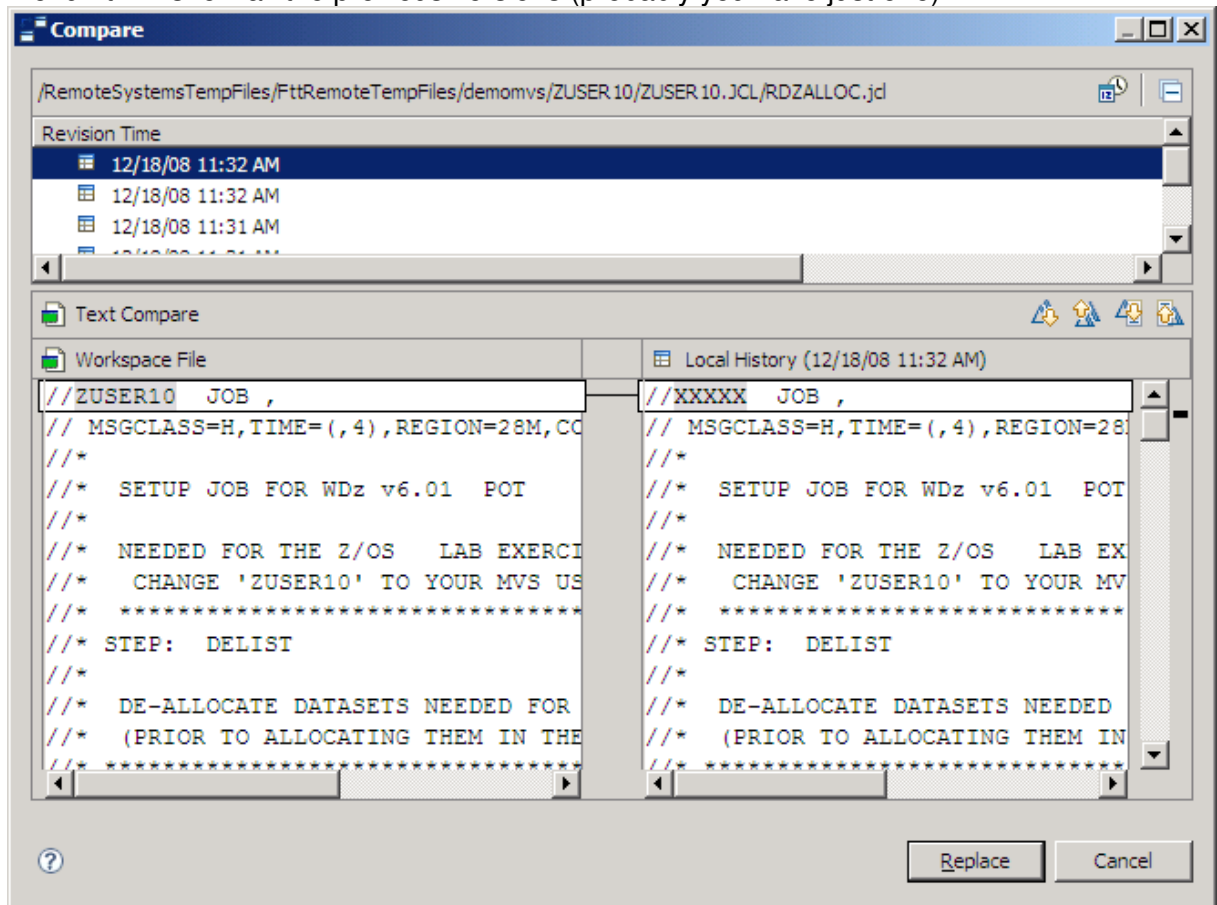 Compare
/RemoteSystemsTempFiles/FttRemoteTempFiles/demomvs/ZUSER10/ZUSER10.JCL/RDZALLOC.jcl
Revision Time
12/18/08 11:32 AM
12/18/08 11:32 AM
12/18/08 11:31 AM
Text Compare
Workspace File
Local History (12/18/08 11:32 AM)
//ZUSER10 JOB ,
// MSGCLASS=H,TIME=(,4),REGION=28M,CO
//*
//* SETUP JOB FOR WDz v6.01 POT
//*
//* NEEDED FOR THE Z/OS LAB EXERCI
//* CHANGE 'ZUSER10' TO YOUR MVS US
//* *******************************
//* STEP: DELIST
//*
//* DE-ALLOCATE DATASETS NEEDED FOR
//* (PRIOR TO ALLOCATING THEM IN THE
//* ********************************
//XXXXX JOB ,
// MSGCLASS=H,TIME=(,4),REGION=28
//*
//* SETUP JOB FOR WDz v6.01 POT
//*
//* NEEDED FOR THE Z/OS LAB EX
//* CHANGE 'ZUSER10' TO YOUR MV
//* ***************************
//* STEP: DELIST
//*
//* DE-ALLOCATE DATASETS NEEDED
//* (PRIOR TO ALLOCATING THEM IN
//* ****************************
Replace
Cancel